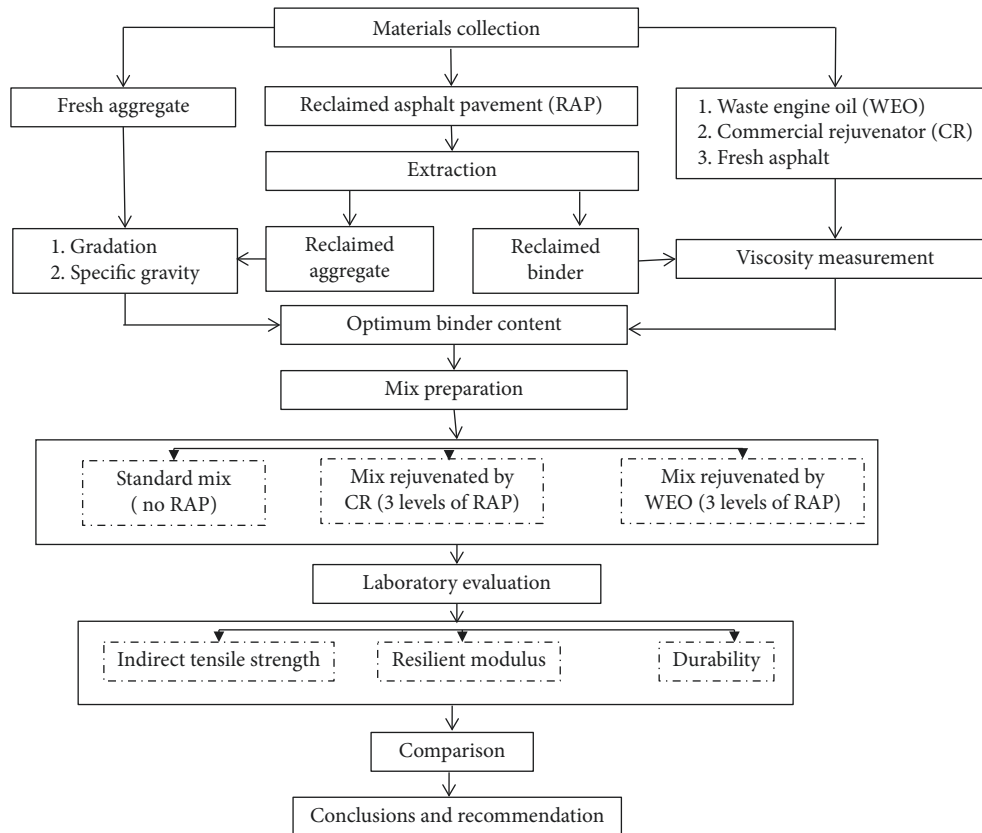 Materials collection
Fresh aggregate
Reclaimed asphalt pavement (RAP)
1. Waste engine oil (WEO)
2. Commercial rejuvenator (CR)
3. Fresh asphalt
Extraction
1. Gradation
2. Specific gravity
Reclaimed
aggregate
Reclaimed
binder
Viscosity measurement
Optimum binder content
Mix preparation
Standard mix
( no RAP)
Mix rejuvenated by
CR (3 levels of RAP)
Mix rejuvenated by
WEO (3 levels of RAP)
Laboratory evaluation
Indirect tensile strength
Resilient modulus
Durability
Comparison
Conclusions and recommendation